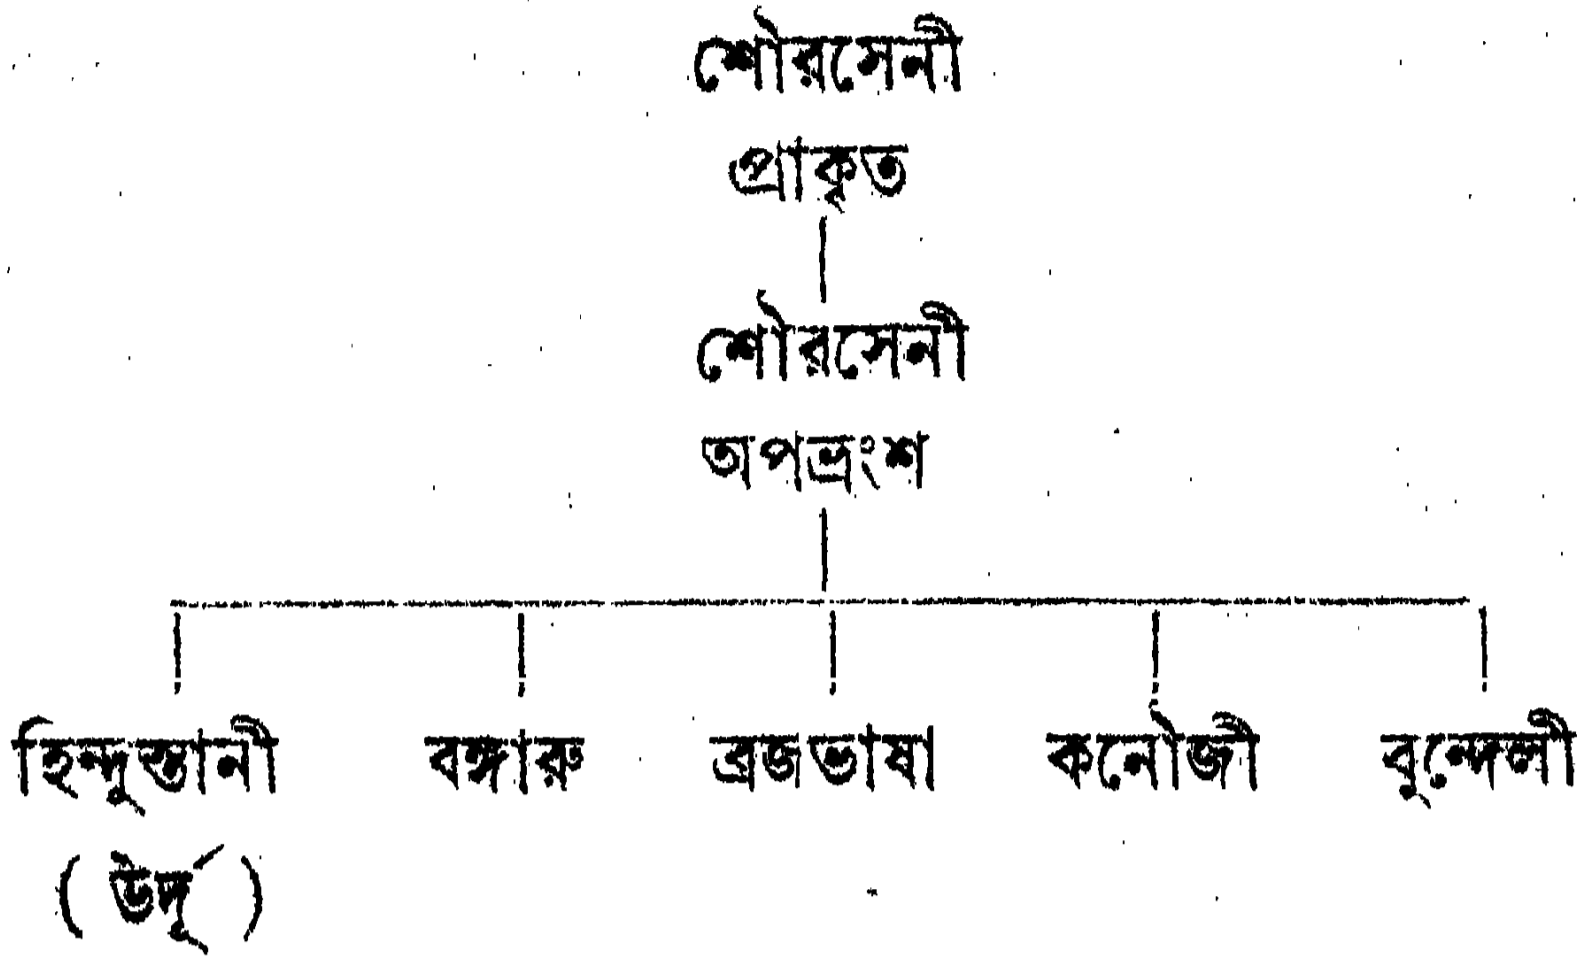 শৌরসেনী
প্রাকৃত
শৌরসেনী
অপভ্রংশ
হিন্দুস্তানী বঙ্গারু ব্রজভাষা কনৌজী বুন্দেলী
( উর্দূ )